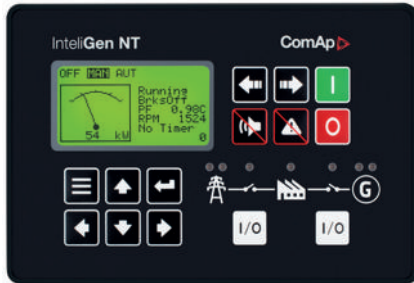 InteliGen NT
ComAp
OFF MAN AUT
Running
BrksOff
PF 0.98C
RPM 1524
No Timer
54 kW
0
I
O
G
I/O
I/O